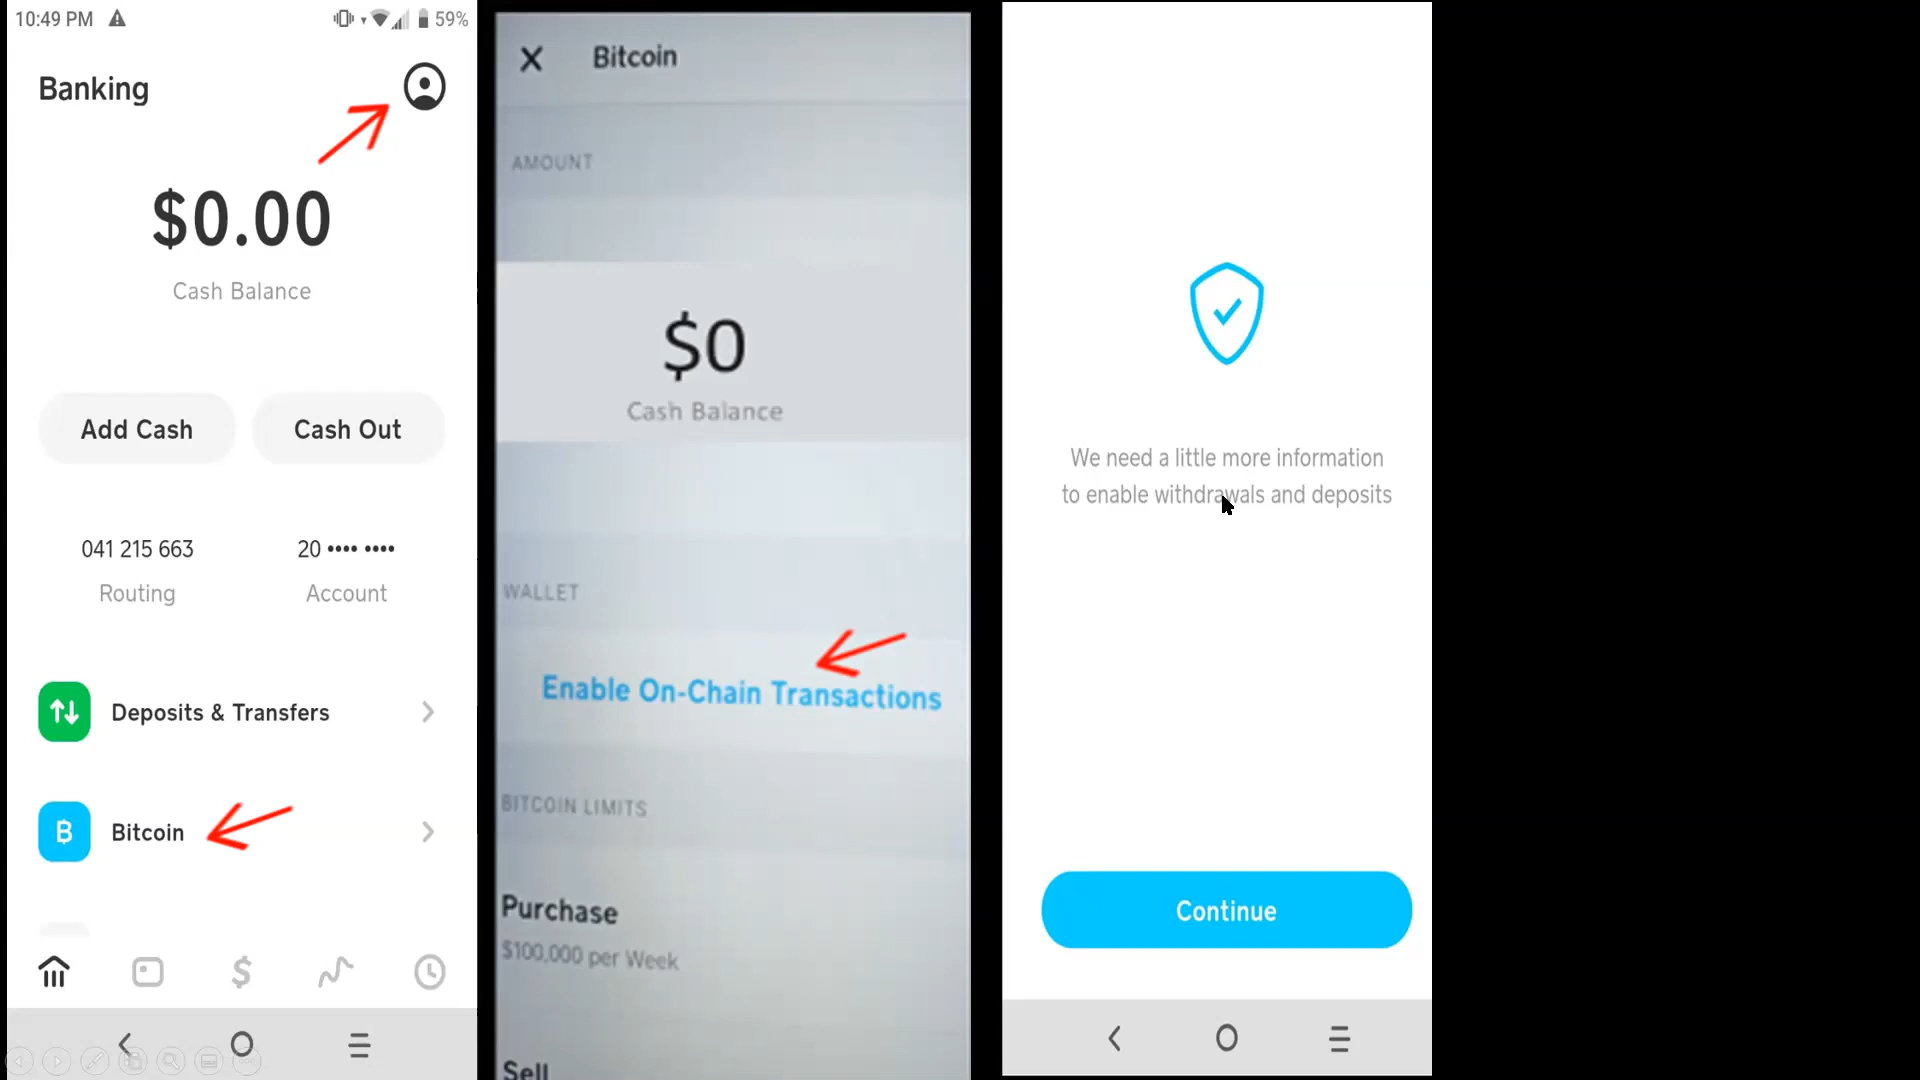 10:49 PM
59%
Banking
$0.00
Cash Balance
Add Cash
Cash Out
041 215 663
20 •••• ••••
Routing
Account
Deposits & Transfers
Bitcoin
Bitcoin
AMOUNT
$0
Cash Balance
WALLET
Enable On-Chain Transactions
BITCOIN LIMITS
Purchase
$100,000 per Week
Sell
We need a little more information
to enable withdrawals and deposits
Continue